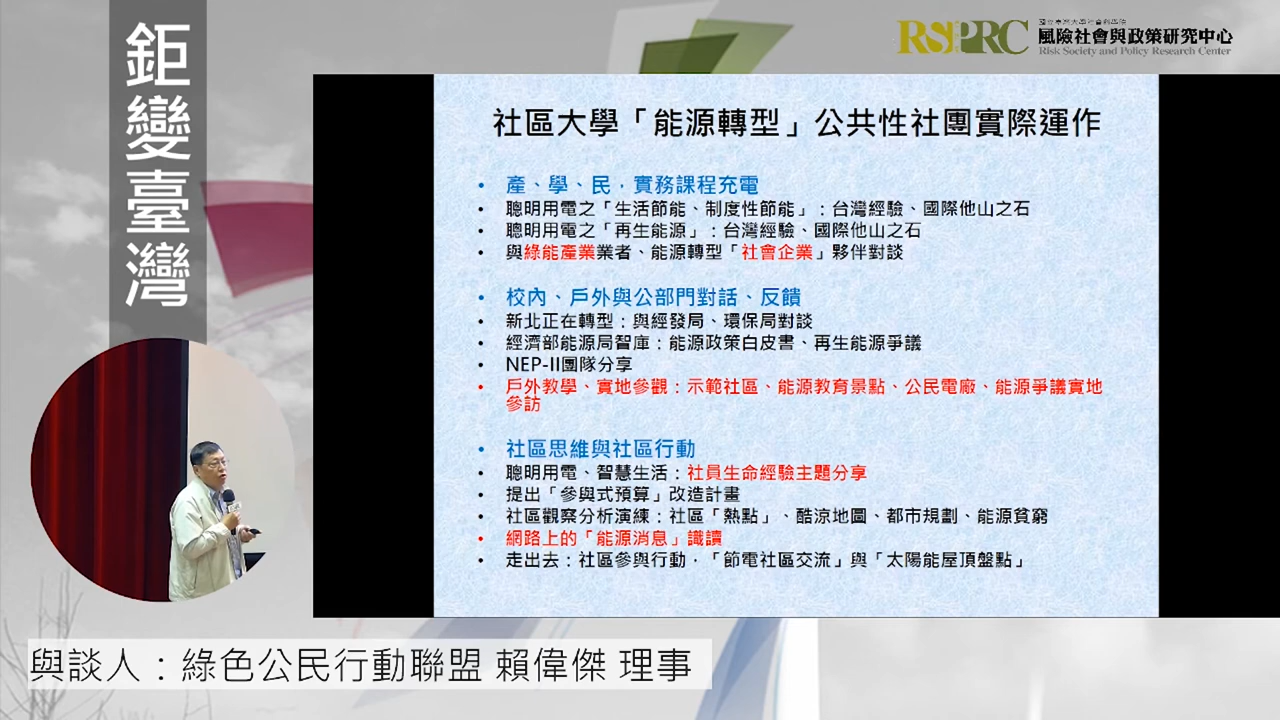 鉅變臺灣
RSPRC
國立臺灣大學社會科學院
風險社會與政策研究中心
Risk Society and Policy Research Center
社區大學「能源轉型」公共性社團實際運作
• 產、學、民，實務課程充電
• 聰明用電之「生活節能、制度性節能」：台灣經驗、國際他山之石
• 聰明用電之「再生能源」：台灣經驗、國際他山之石
• 與綠能產業業者、能源轉型「社會企業」夥伴對談
• 校內、戶外與公部門對話、反饋
• 新北正在轉型：與經發局、環保局對談
• 經濟部能源局智庫：能源政策白皮書、再生能源爭議
• NEP-II團隊分享
• 戶外教學、實地參觀：示範社區、能源教育景點、公民電廠、能源爭議實地
參訪
• 社區思維與社區行動
• 聰明用電、智慧生活：社員生命經驗主題分享
• 提出「參與式預算」改造計畫
• 社區觀察分析演練：社區「熱點」、酷涼地圖、都市規劃、能源貧窮
• 網路上的「能源消息」識讀
• 走出去：社區參與行動，「節電社區交流」與「太陽能屋頂盤點」
與談人：綠色公民行動聯盟 賴偉傑 理事